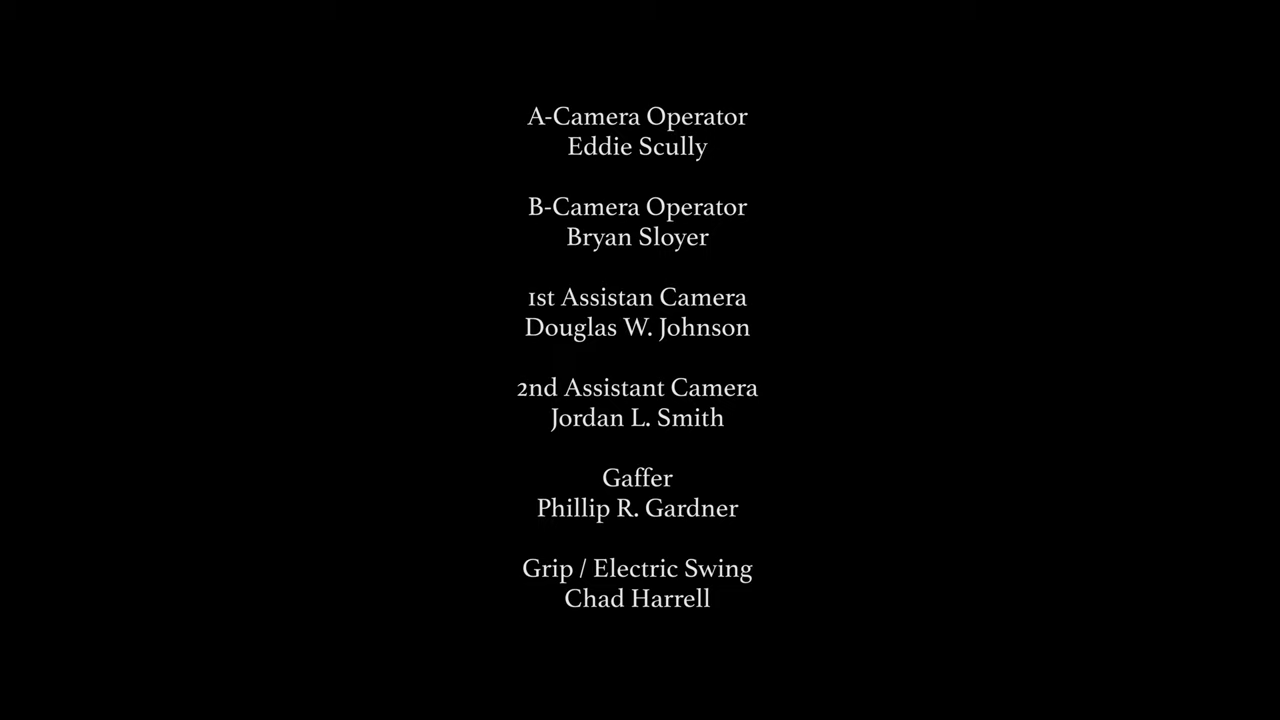 A-Camera Operator
Eddie Scully
B-Camera Operator
Bryan Sloyer
1st Assistan Camera
Douglas W. Johnson
2nd Assistant Camera
Jordan L. Smith
Gaffer
Phillip R. Gardner
Grip / Electric Swing
Chad Harrell